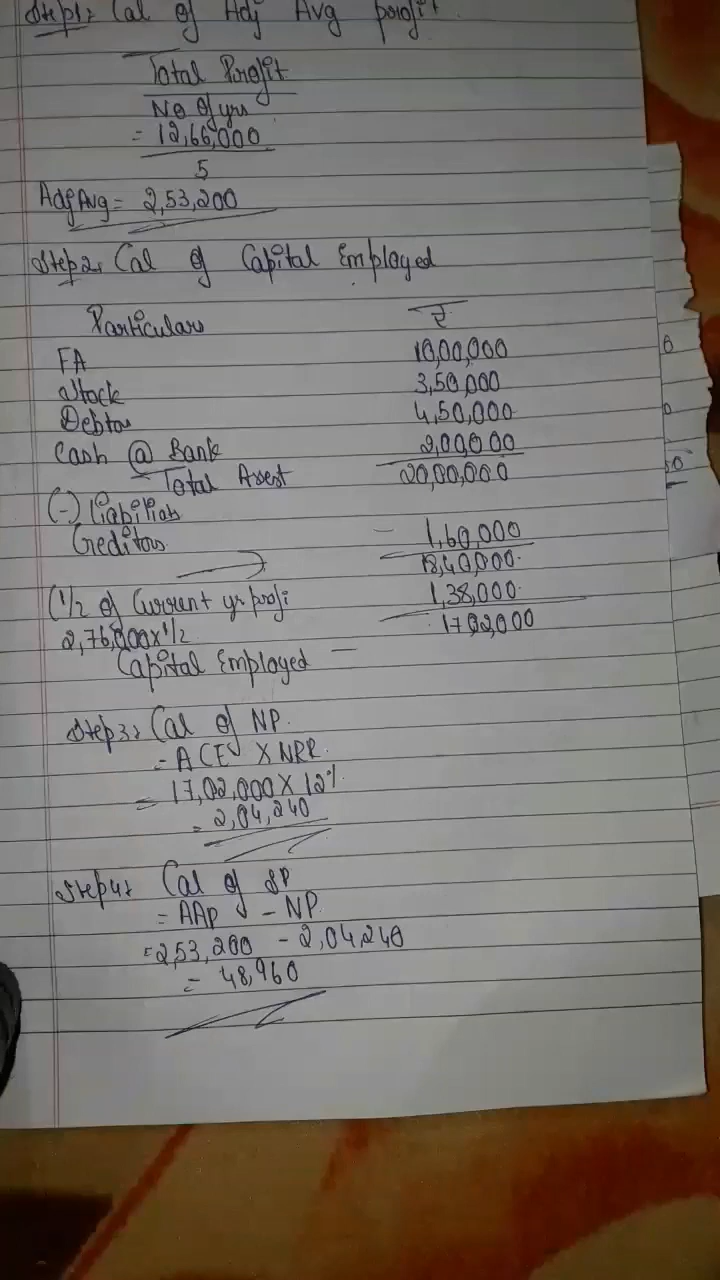 Step1: Cal of Adj Avg profit
Total Profit
No of yrs
= 12,66,000
5
Adj Avg = 2,53,200
Step2: Cal of Capital Employed
Particulars ₹
FA 10,00,000
Stock 3,50,000
Debtors 4,50,000
Cash @ Bank 2,00,000
Total Asset 20,00,000
(-) Liabilities
Creditors - 1,60,000
18,40,000
(1/2 of Current yr profi 1,38,000
2,76,000x1/2 1702,000
Capital Employed =
Step3: Cal of NP.
= ACE X NRR
= 17,02,000 X 12%
= 2,04,240
Step4: Cal of SP
= AAP - NP
= 2,53,200 - 2,04,240
= 48,960